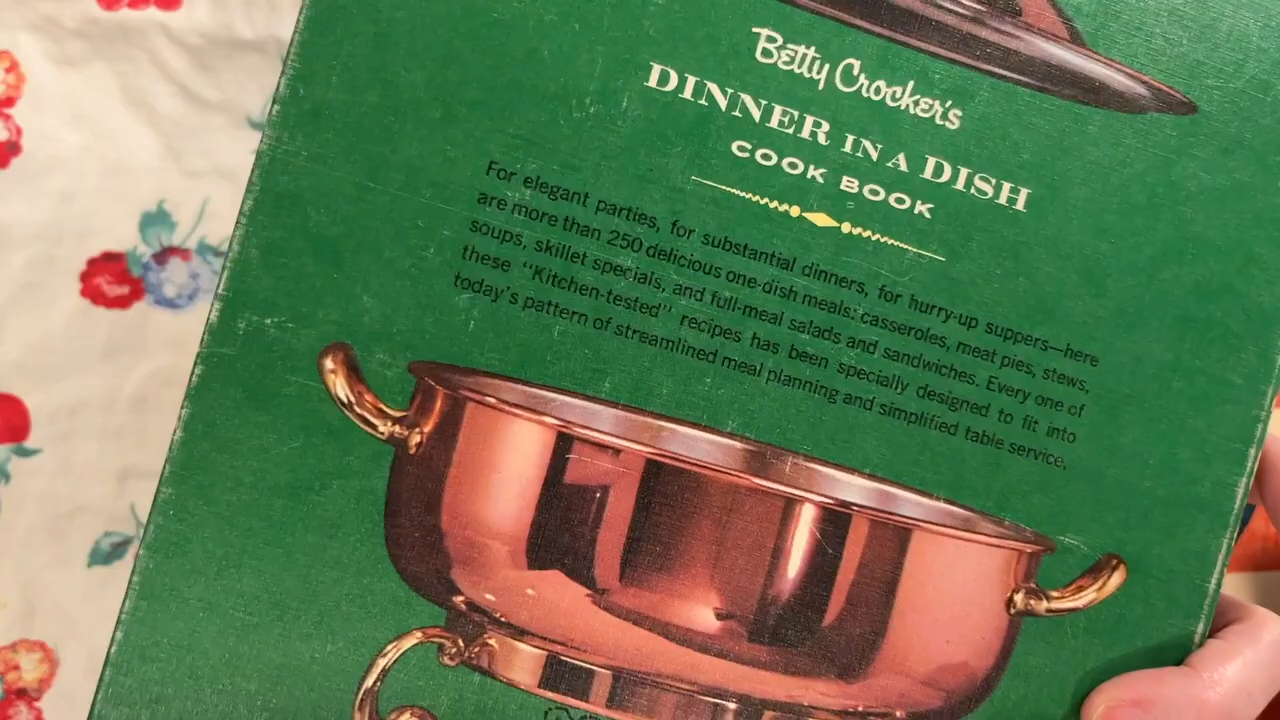 Betty Crocker's
DINNER IN A DISH
COOK BOOK
For elegant parties, for substantial dinners, for hurry-up suppers—here
are more than 250 delicious one-dish meals: casseroles, meat pies, stews,
soups, skillet specials, and full-meal salads and sandwiches. Every one of
these "Kitchen-tested" recipes has been specially designed to fit into
today's pattern of streamlined meal planning and simplified table service.